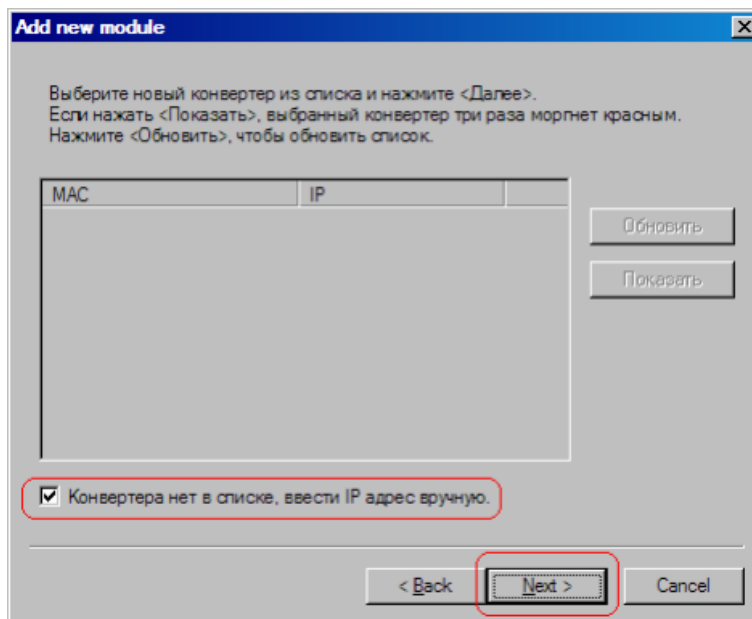 Add new module
Выберите новый конвертер из списка и нажмите <Далее>.
Если нажать <Показать>, выбранный конвертер три раза моргнет красным.
Нажмите <Обновить>, чтобы обновить список.
MAC IP
Обновить
Показать
Конвертера нет в списке, ввести IP адрес вручную.
< Back Next > Cancel